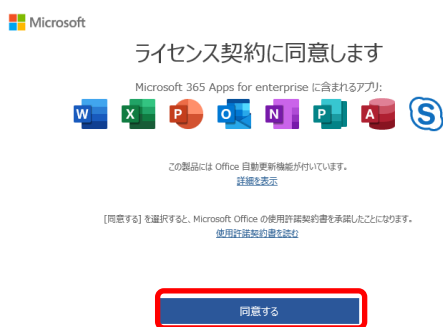 Microsoft
ライセンス契約に同意します
Microsoft 365 Apps for enterprise に含まれるアプリ:
W X P O N P A S
この製品には Office 自動更新機能が付いています。
詳細を表示
[同意する] を選択すると、Microsoft Office の使用許諾契約書を承諾したことになります。
使用許諾契約書を読む
同意する